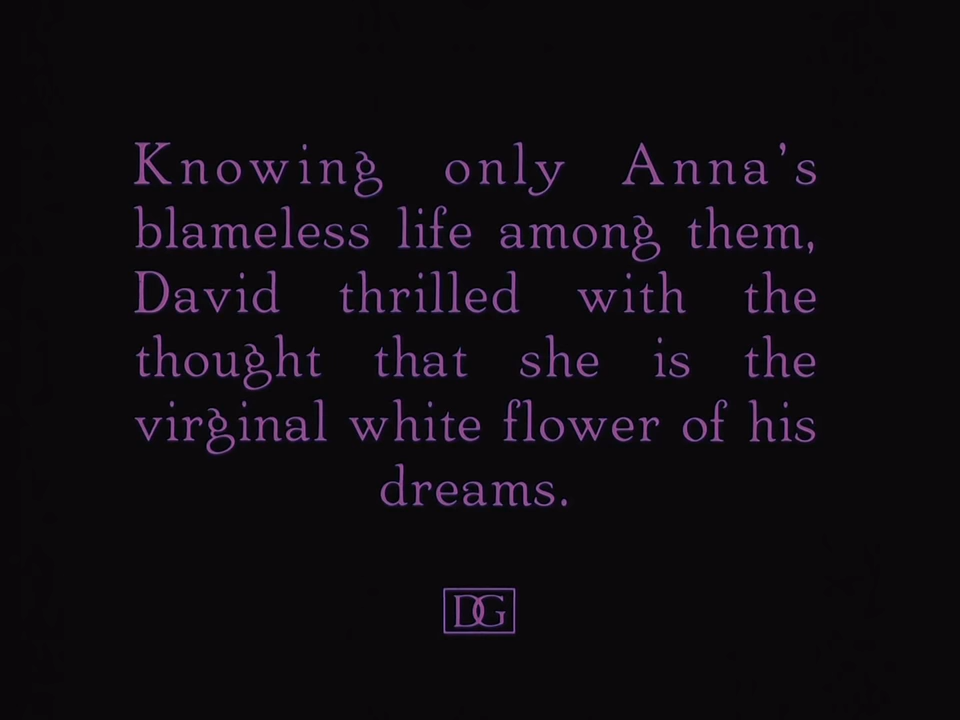 Knowing only Anna's
blameless life among them,
David thrilled with the
thought that she is the
virginal white flower of his
dreams.
DG